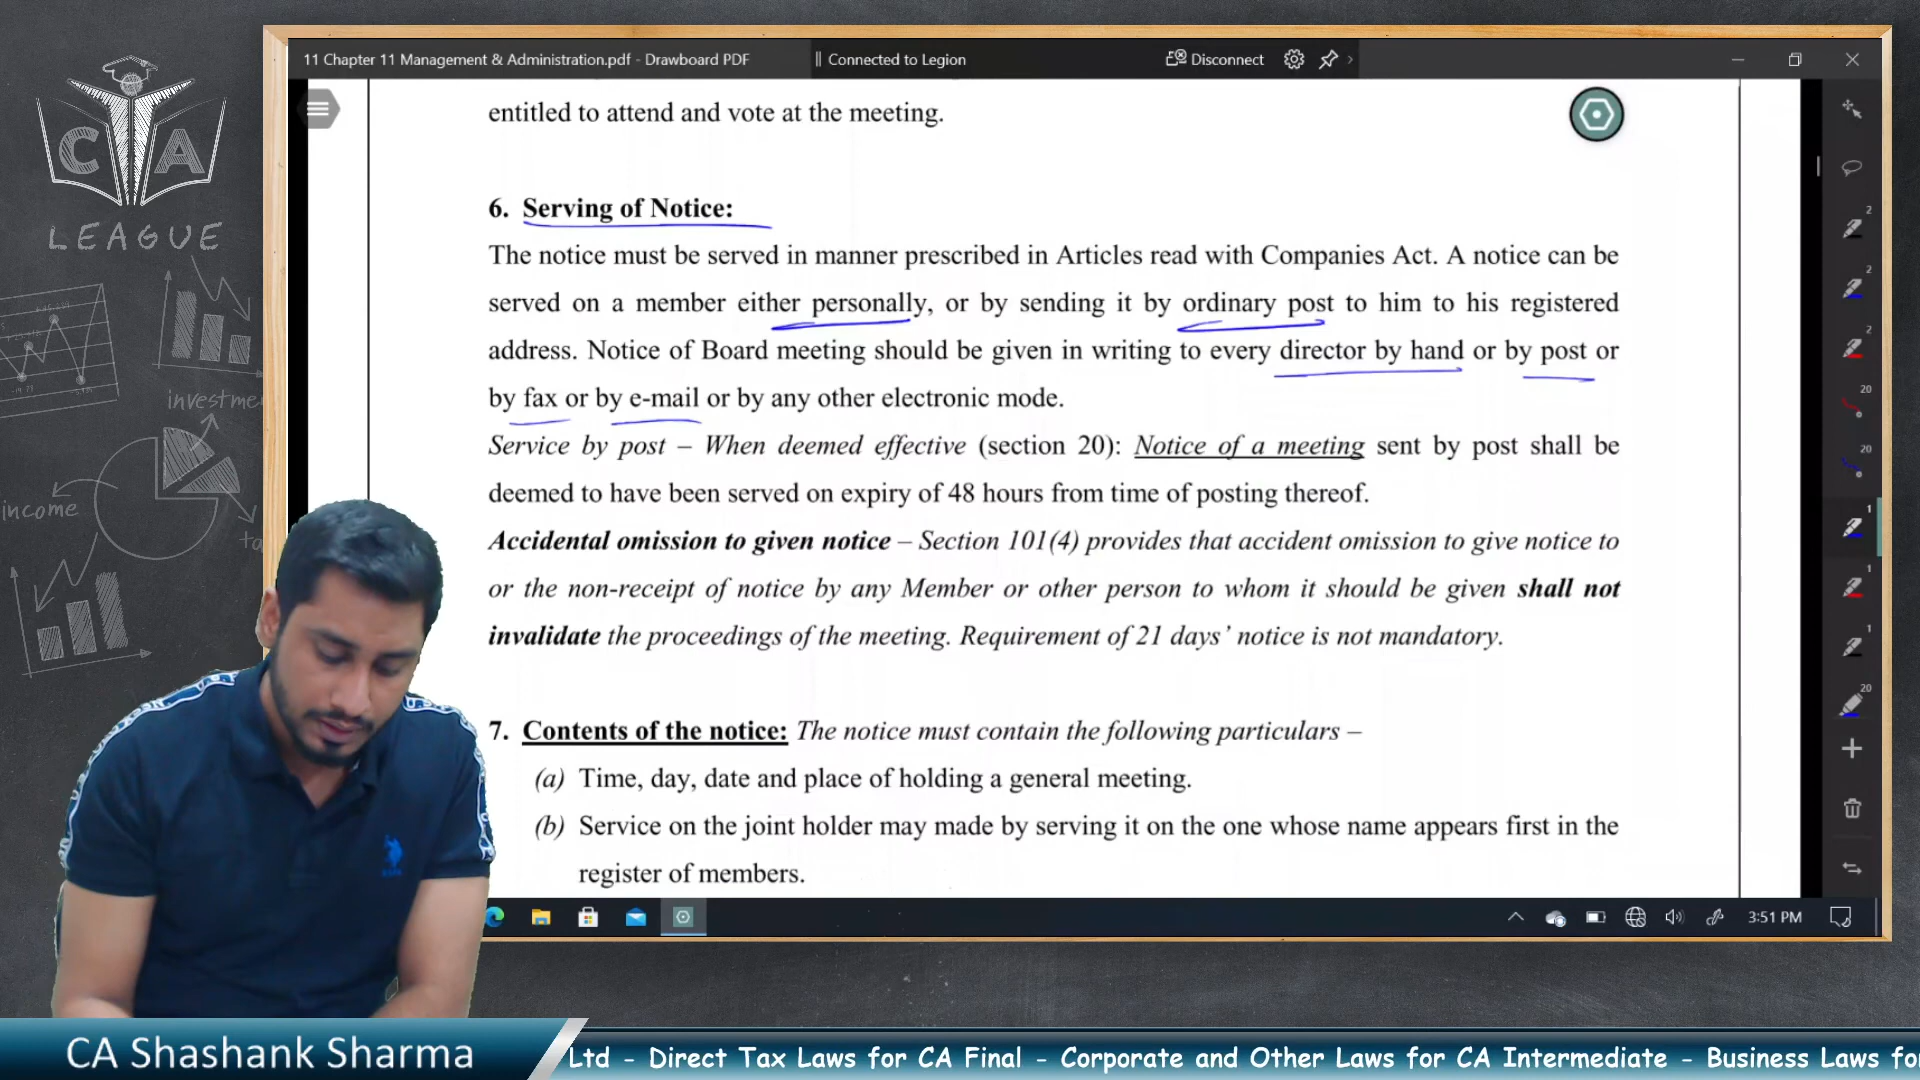 11 Chapter 11 Management & Administration.pdf - Drawboard PDF
Connected to Legion
Disconnect
entitled to attend and vote at the meeting.
6. Serving of Notice:
The notice must be served in manner prescribed in Articles read with Companies Act. A notice can be
served on a member either personally, or by sending it by ordinary post to him to his registered
address. Notice of Board meeting should be given in writing to every director by hand or by post or
by fax or by e-mail or by any other electronic mode.
Service by post – When deemed effective (section 20): Notice of a meeting sent by post shall be
deemed to have been served on expiry of 48 hours from time of posting thereof.
Accidental omission to given notice – Section 101(4) provides that accident omission to give notice to
or the non-receipt of notice by any Member or other person to whom it should be given shall not
invalidate the proceedings of the meeting. Requirement of 21 days' notice is not mandatory.
7. Contents of the notice: The notice must contain the following particulars –
(a) Time, day, date and place of holding a general meeting.
(b) Service on the joint holder may made by serving it on the one whose name appears first in the
register of members.
2
2
2
20
20
1
1
1
20
3:51 PM
C A
LEAGUE
investme
income
ta
CA Shashank Sharma
Ltd - Direct Tax Laws for CA Final - Corporate and Other Laws for CA Intermediate - Business Laws fo